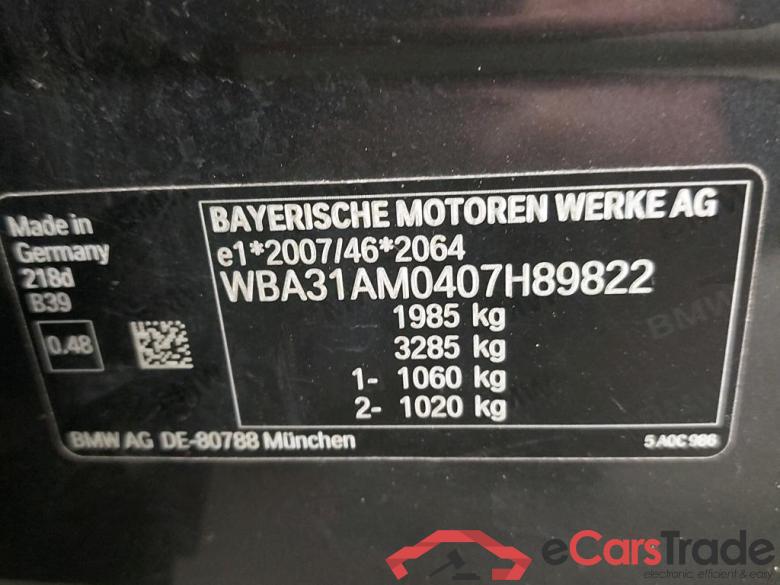 Made in
Germany
218d
B39
0.48
BAYERISCHE MOTOREN WERKE AG
e1*2007/46*2064
WBA31AM0407H89822
1985 kg
3285 kg
1- 1060 kg
2- 1020 kg
BMW AG DE-80788 München
5 A0C 986
eCarsTrade
electronic, efficient & easy